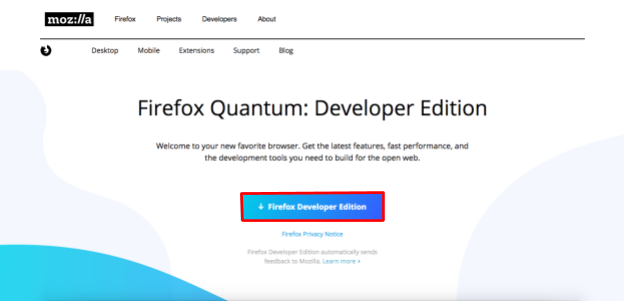 moz://a
Firefox Projects Developers About
Desktop Mobile Extensions Support Blog
Firefox Quantum: Developer Edition
Welcome to your new favorite browser. Get the latest features, fast performance, and
the development tools you need to build for the open web.
Firefox Developer Edition
Firefox Privacy Notice
Firefox Developer Edition automatically sends
feedback to Mozilla. Learn more »